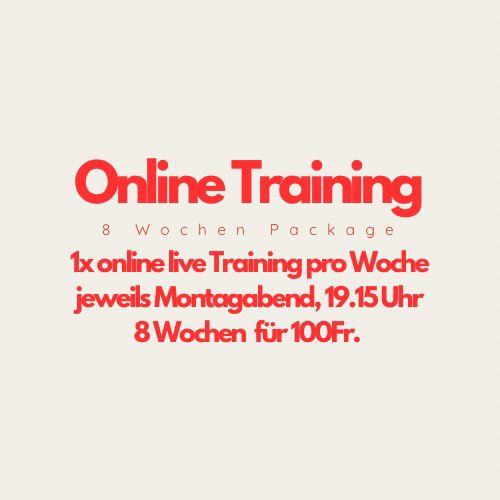 Online Training
8 Wochen Package
1x online live Training pro Woche
jeweils Montagabend, 19.15 Uhr
8 Wochen für 100Fr.